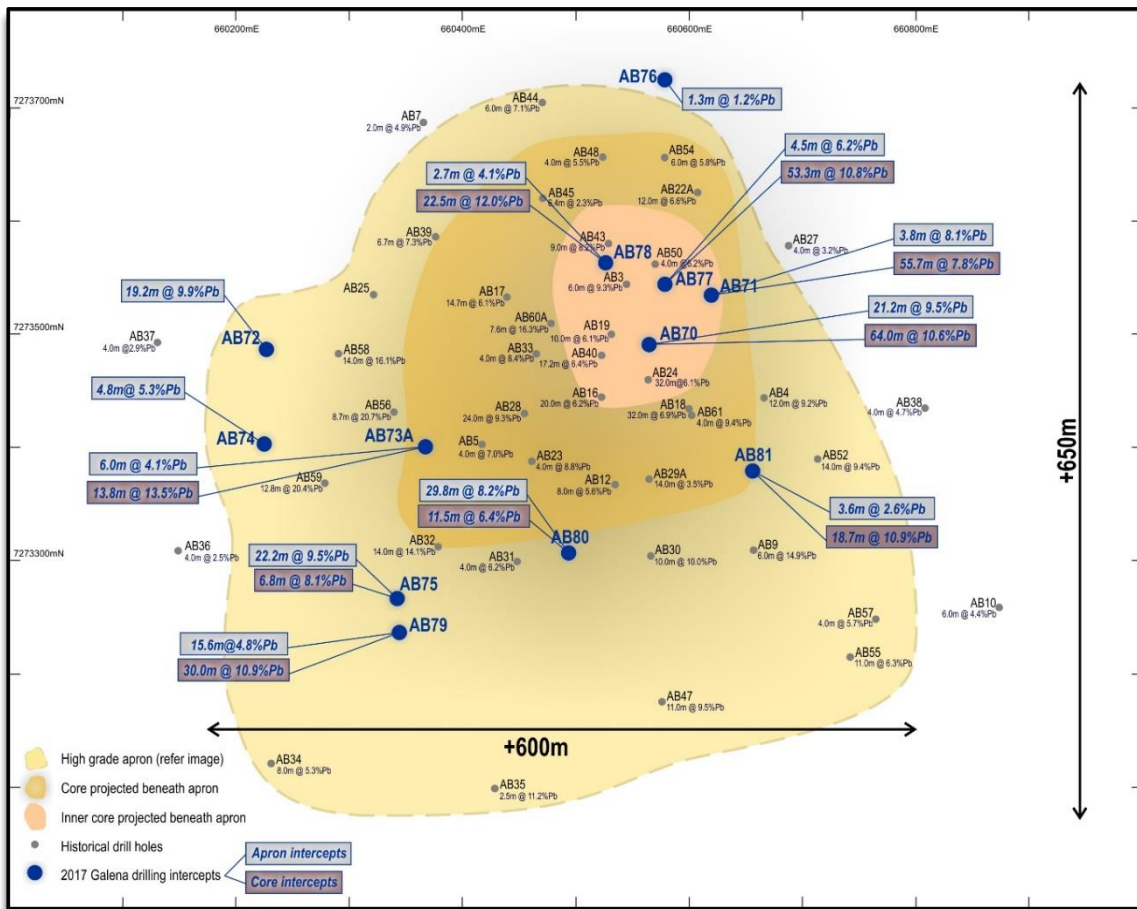 660200mE
660400mE
660600mE
660800mE
AB76
1.3m @ 1.2%Pb
7273700mN
AB44
6.0m @ 7.1%Pb
AB7
2.0m @ 4.9%Pb
4.5m @ 6.2%Pb
53.3m @ 10.8%Pb
AB48
4.0m @ 5.5%Pb
AB54
6.0m @ 5.8%Pb
2.7m @ 4.1%Pb
22.5m @ 12.0%Pb
AB45
6.4m @ 2.3%Pb
AB22A
12.0m @ 6.6%Pb
AB39
6.7m @ 7.3%Pb
AB43
9.0m @ 8.2%Pb
AB78
AB50
4.0m @ 6.2%Pb
AB27
4.0m @ 3.2%Pb
3.8m @ 8.1%Pb
55.7m @ 7.8%Pb
AB3
6.0m @ 9.3%Pb
AB77
AB71
19.2m @ 9.9%Pb
AB25
AB17
14.7m @ 6.1%Pb
21.2m @ 9.5%Pb
64.0m @ 10.6%Pb
7273500mN
AB37
4.0m @2.9%Pb
AB72
AB60A
7.6m @ 16.3%Pb
AB19
10.0m @ 6.1%Pb
AB70
AB58
14.0m @ 16.1%Pb
AB33
4.0m @ 8.4%Pb
AB40
17.2m @ 6.4%Pb
AB24
32.0m@6.1%Pb
4.8m@ 5.3%Pb
AB56
8.7m @ 20.7%Pb
AB28
24.0m @ 9.3%Pb
AB16
20.0m @ 6.2%Pb
AB18
32.0m @ 6.9%Pb
AB61
4.0m @ 9.4%Pb
AB4
12.0m @ 9.2%Pb
AB38
4.0m @ 4.7%Pb
AB74
AB73A
AB5
4.0m @ 7.0%Pb
AB23
4.0m @ 8.8%Pb
AB81
AB52
14.0m @ 9.4%Pb
6.0m @ 4.1%Pb
13.8m @ 13.5%Pb
AB59
12.8m @ 20.4%Pb
29.8m @ 8.2%Pb
11.5m @ 6.4%Pb
AB12
8.0m @ 5.6%Pb
AB29A
14.0m @ 3.5%Pb
3.6m @ 2.6%Pb
18.7m @ 10.9%Pb
+650m
7273300mN
AB36
4.0m @ 2.5%Pb
AB32
14.0m @ 14.1%Pb
AB31
4.0m @ 6.2%Pb
AB80
AB30
10.0m @ 10.0%Pb
AB9
6.0m @ 14.9%Pb
22.2m @ 9.5%Pb
6.8m @ 8.1%Pb
AB75
AB10
6.0m @ 4.4%Pb
AB57
4.0m @ 5.7%Pb
AB79
15.6m@4.8%Pb
30.0m @ 10.9%Pb
AB55
11.0m @ 6.3%Pb
AB47
11.0m @ 9.5%Pb
+600m
AB34
8.0m @ 5.3%Pb
AB35
2.5m @ 11.2%Pb
High grade apron (refer image)
Core projected beneath apron
Inner core projected beneath apron
Historical drill holes
2017 Galena drilling intercepts
Apron intercepts
Core intercepts